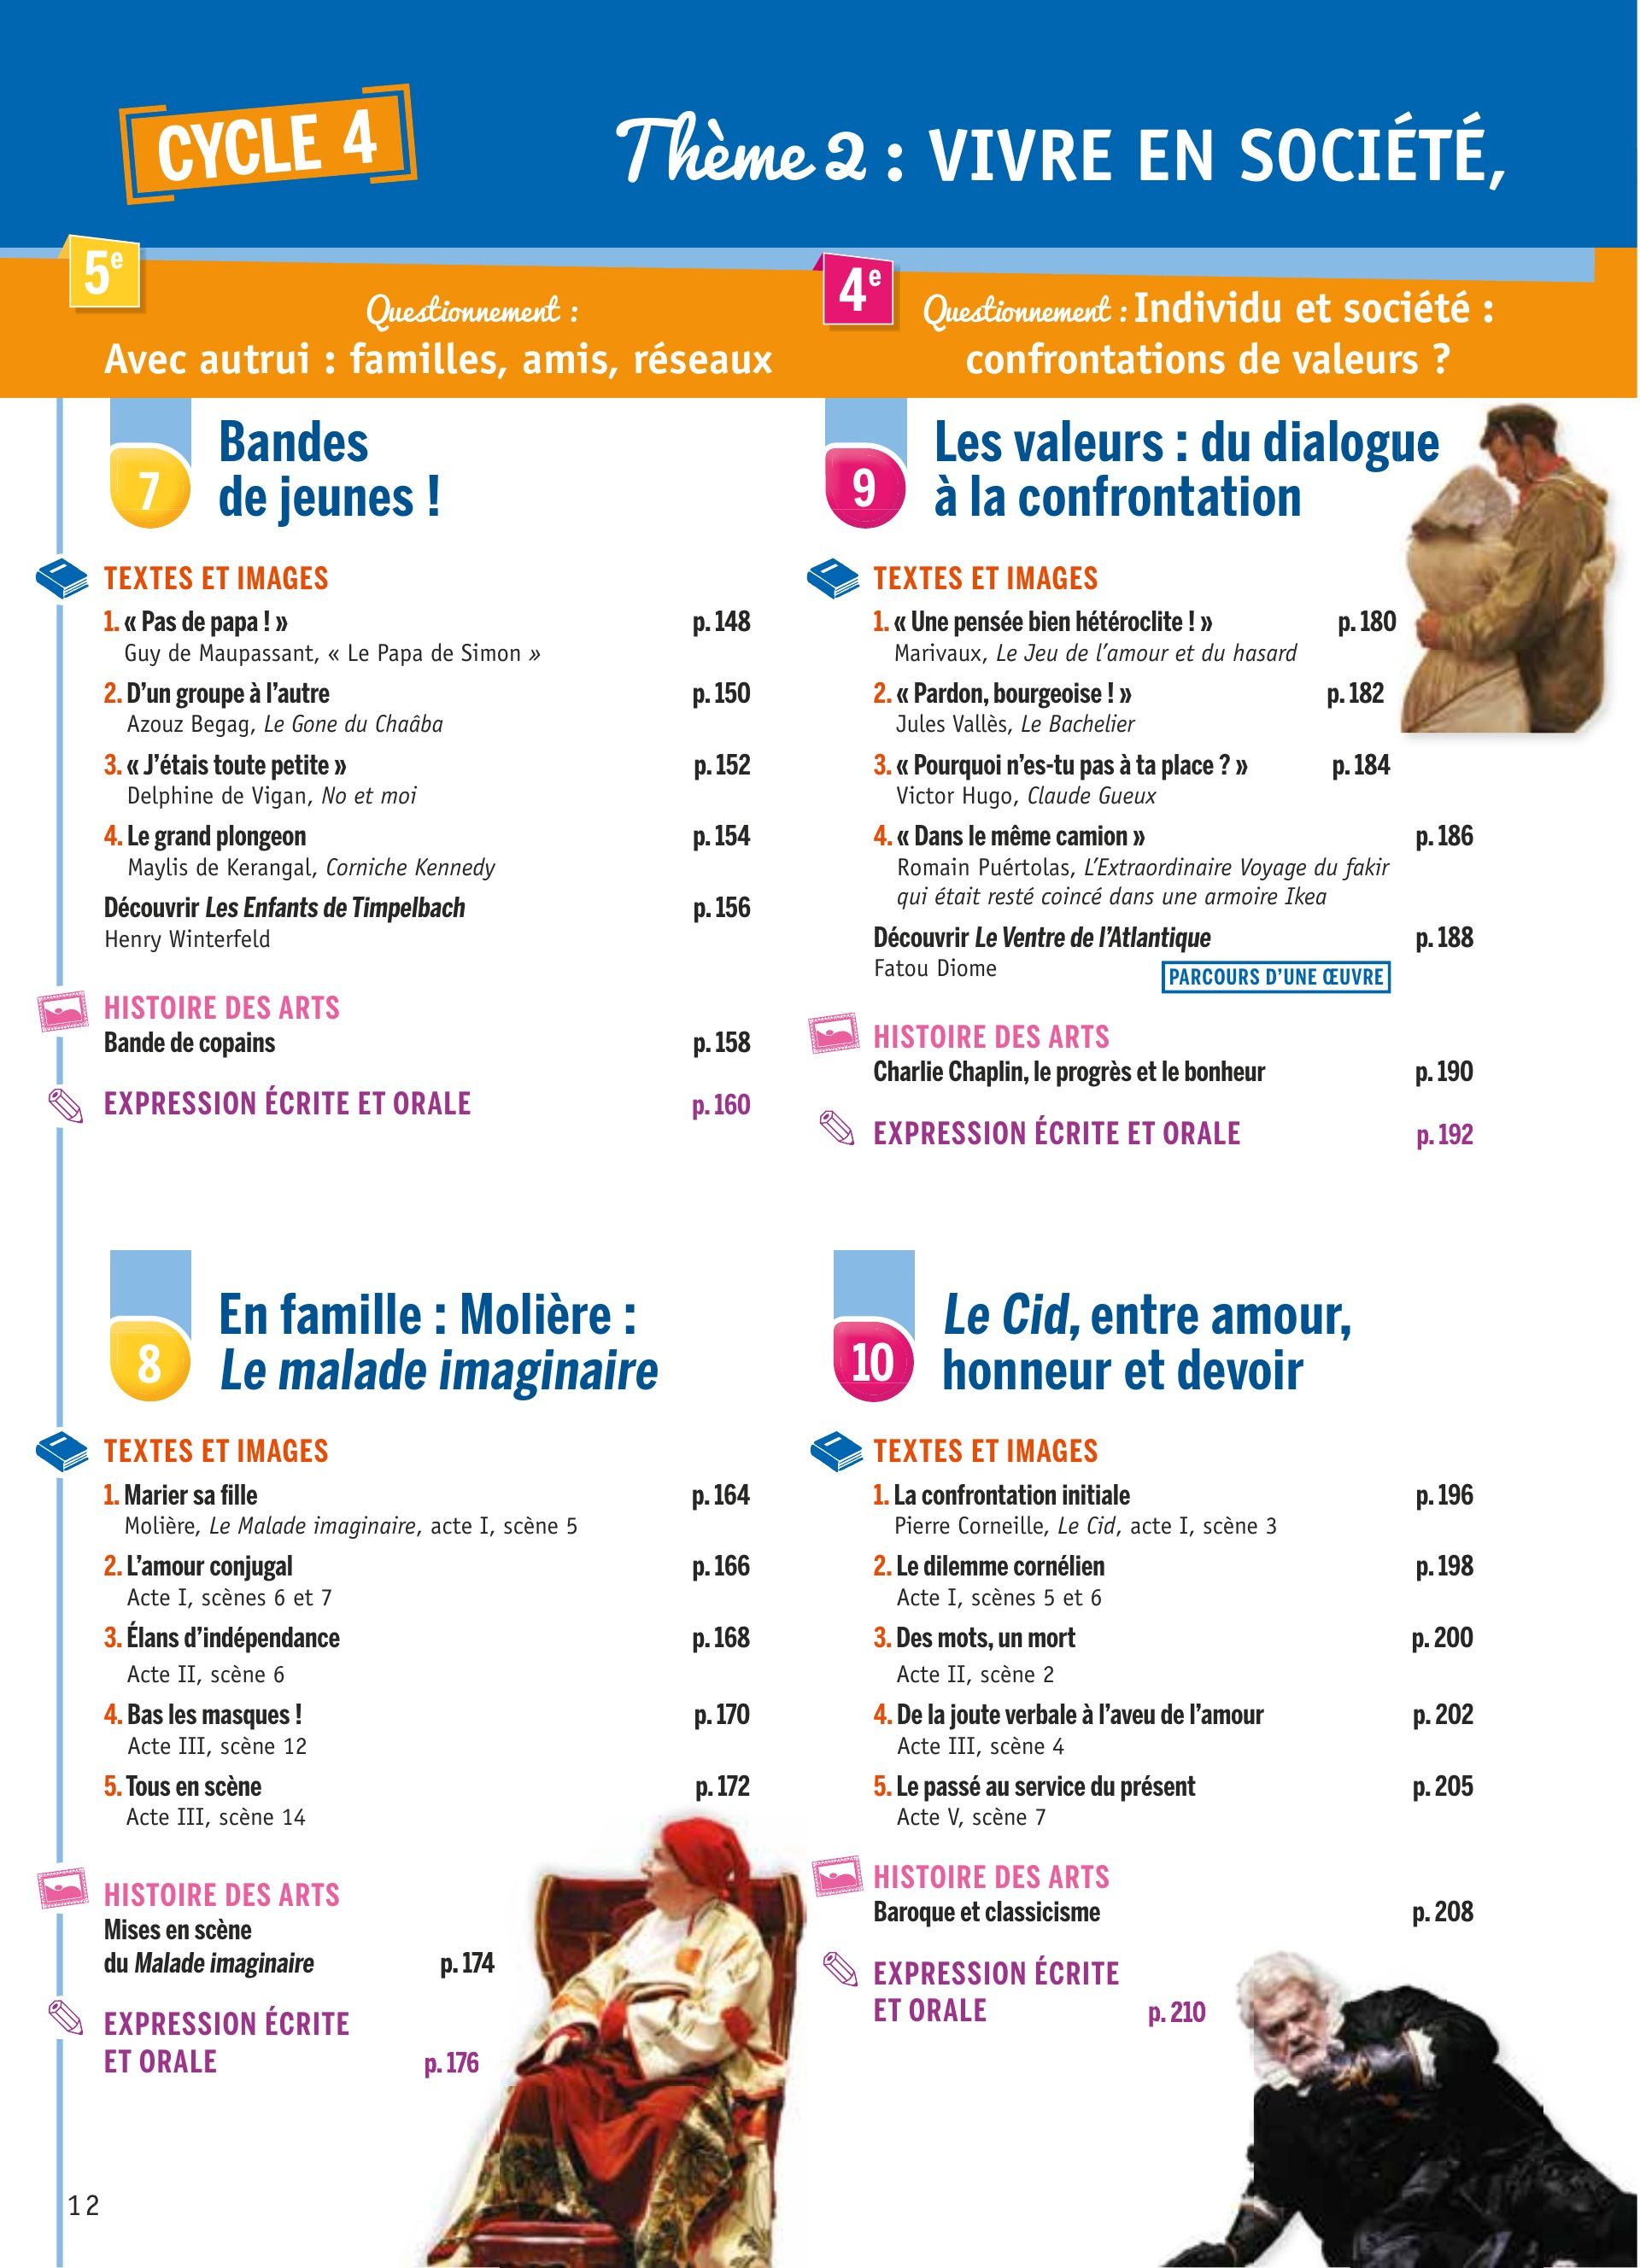 CYCLE 4
Thème 2 : VIVRE EN SOCIÉTÉ,
5e
Questionnement :
Avec autrui : familles, amis, réseaux
7
Bandes
de jeunes !
TEXTES ET IMAGES
1. « Pas de papa ! » p. 148
Guy de Maupassant, « Le Papa de Simon »
2. D'un groupe à l'autre p. 150
Azouz Begag, Le Gone du Chaâba
3. « J'étais toute petite » p. 152
Delphine de Vigan, No et moi
4. Le grand plongeon p. 154
Maylis de Kerangal, Corniche Kennedy
Découvrir Les Enfants de Timpelbach p. 156
Henry Winterfeld
HISTOIRE DES ARTS
Bande de copains p. 158
EXPRESSION ÉCRITE ET ORALE p. 160
8
En famille : Molière :
Le malade imaginaire
TEXTES ET IMAGES
1. Marier sa fille p. 164
Molière, Le Malade imaginaire, acte I, scène 5
2. L'amour conjugal p. 166
Acte I, scènes 6 et 7
3. Élans d'indépendance p. 168
Acte II, scène 6
4. Bas les masques ! p. 170
Acte III, scène 12
5. Tous en scène p. 172
Acte III, scène 14
HISTOIRE DES ARTS
Mises en scène
du Malade imaginaire p. 174
EXPRESSION ÉCRITE
ET ORALE p. 176
4e
Questionnement : Individu et société :
confrontations de valeurs ?
9
Les valeurs : du dialogue
à la confrontation
TEXTES ET IMAGES
1. « Une pensée bien hétéroclite ! » p. 180
Marivaux, Le Jeu de l'amour et du hasard
2. « Pardon, bourgeoise ! » p. 182
Jules Vallès, Le Bachelier
3. « Pourquoi n'es-tu pas à ta place ? » p. 184
Victor Hugo, Claude Gueux
4. « Dans le même camion » p. 186
Romain Puértolas, L'Extraordinaire Voyage du fakir
qui était resté coincé dans une armoire Ikea
Découvrir Le Ventre de l'Atlantique p. 188
Fatou Diome PARCOURS D'UNE ŒUVRE
HISTOIRE DES ARTS
Charlie Chaplin, le progrès et le bonheur p. 190
EXPRESSION ÉCRITE ET ORALE p. 192
10
Le Cid, entre amour,
honneur et devoir
TEXTES ET IMAGES
1. La confrontation initiale p. 196
Pierre Corneille, Le Cid, acte I, scène 3
2. Le dilemme cornélien p. 198
Acte I, scènes 5 et 6
3. Des mots, un mort p. 200
Acte II, scène 2
4. De la joute verbale à l'aveu de l'amour p. 202
Acte III, scène 4
5. Le passé au service du présent p. 205
Acte V, scène 7
HISTOIRE DES ARTS
Baroque et classicisme p. 208
EXPRESSION ÉCRITE
ET ORALE p. 210
12